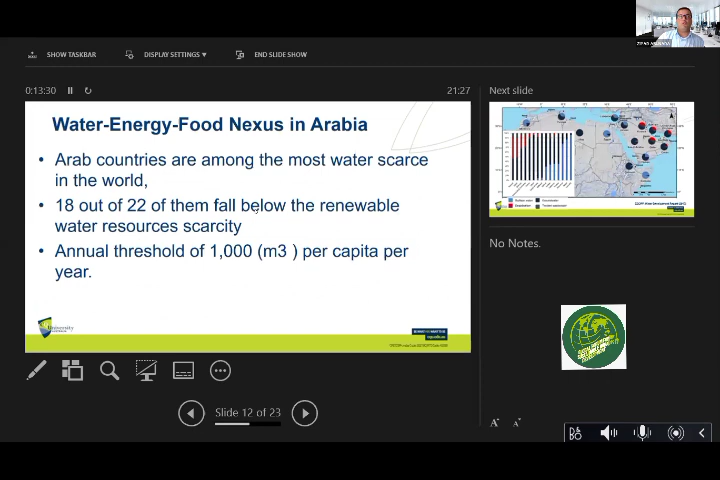 SHOW TASKBAR
DISPLAY SETTINGS ▾
END SLIDE SHOW
0:13:30
21:27
Water-Energy-Food Nexus in Arabia
• Arab countries are among the most water scarce
in the world,
• 18 out of 22 of them fall below the renewable
water resources scarcity
• Annual threshold of 1,000 (m3 ) per capita per
year.
University
Next slide
No Notes.
Slide 12 of 23
A
A
B&O